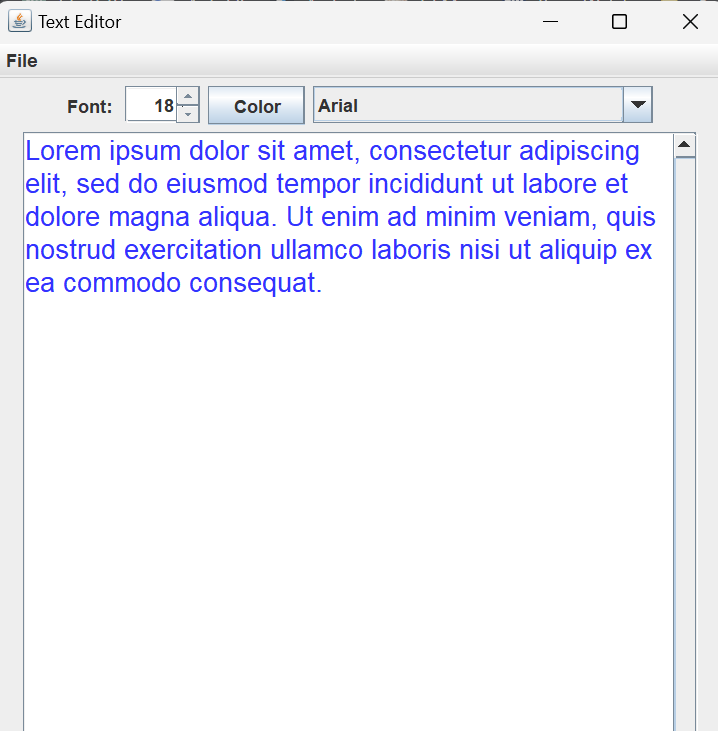 Text Editor
File
Font: 18 Color Arial
Lorem ipsum dolor sit amet, consectetur adipiscing
elit, sed do eiusmod tempor incididunt ut labore et
dolore magna aliqua. Ut enim ad minim veniam, quis
nostrud exercitation ullamco laboris nisi ut aliquip ex
ea commodo consequat.